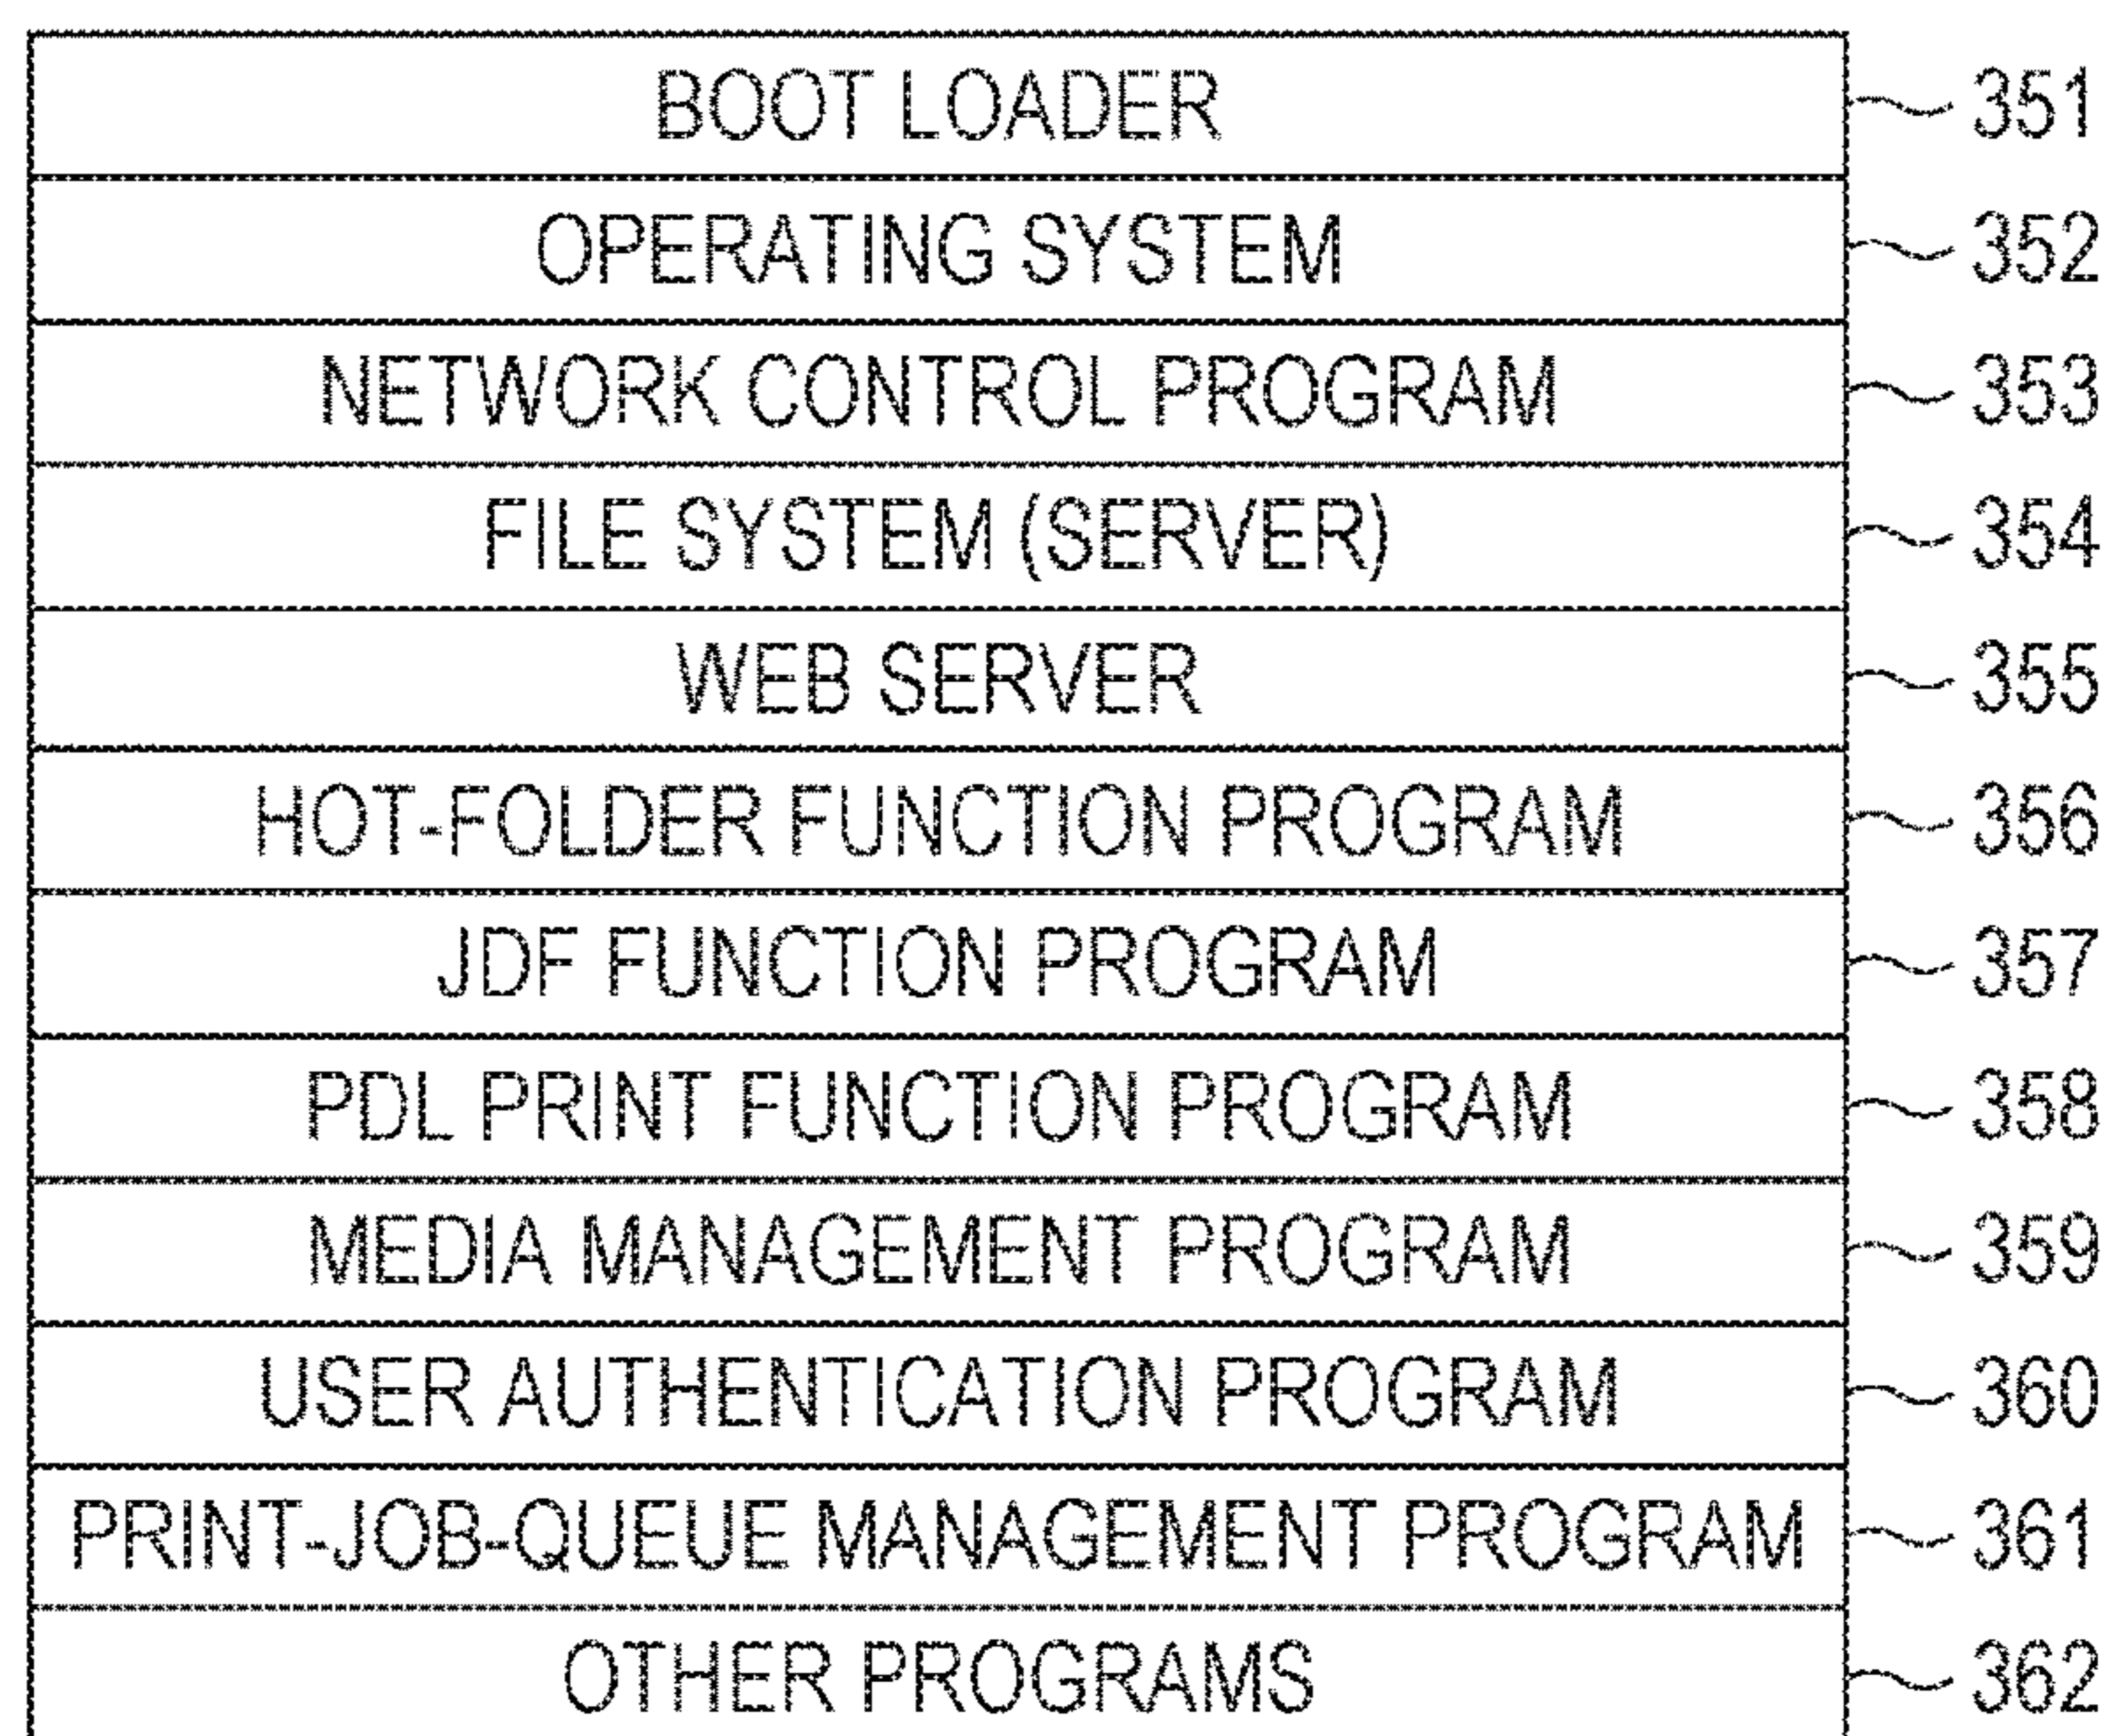 BOOT LOADER 351
OPERATING SYSTEM 352
NETWORK CONTROL PROGRAM 353
FILE SYSTEM (SERVER) 354
WEB SERVER 355
HOT-FOLDER FUNCTION PROGRAM 356
JDF FUNCTION PROGRAM 357
PDL PRINT FUNCTION PROGRAM 358
MEDIA MANAGEMENT PROGRAM 359
USER AUTHENTICATION PROGRAM 360
PRINT-JOB-QUEUE MANAGEMENT PROGRAM 361
OTHER PROGRAMS 362